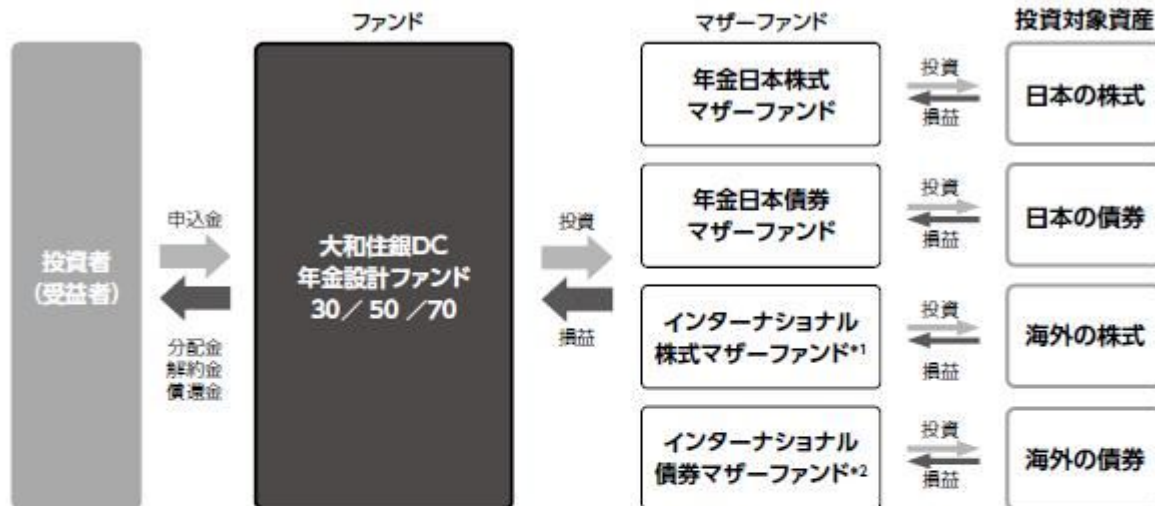 ファンド
マザーファンド
投資対象資産
投資者
(受益者)
申込金
分配金
解約金
償還金
大和住銀DC
年金設計ファンド
30/50/70
投資
損益
年金日本株式
マザーファンド
投資
損益
日本の株式
年金日本債券
マザーファンド
投資
損益
日本の債券
インターナショナル
株式マザーファンド*1
投資
損益
海外の株式
インターナショナル
債券マザーファンド*2
投資
損益
海外の債券